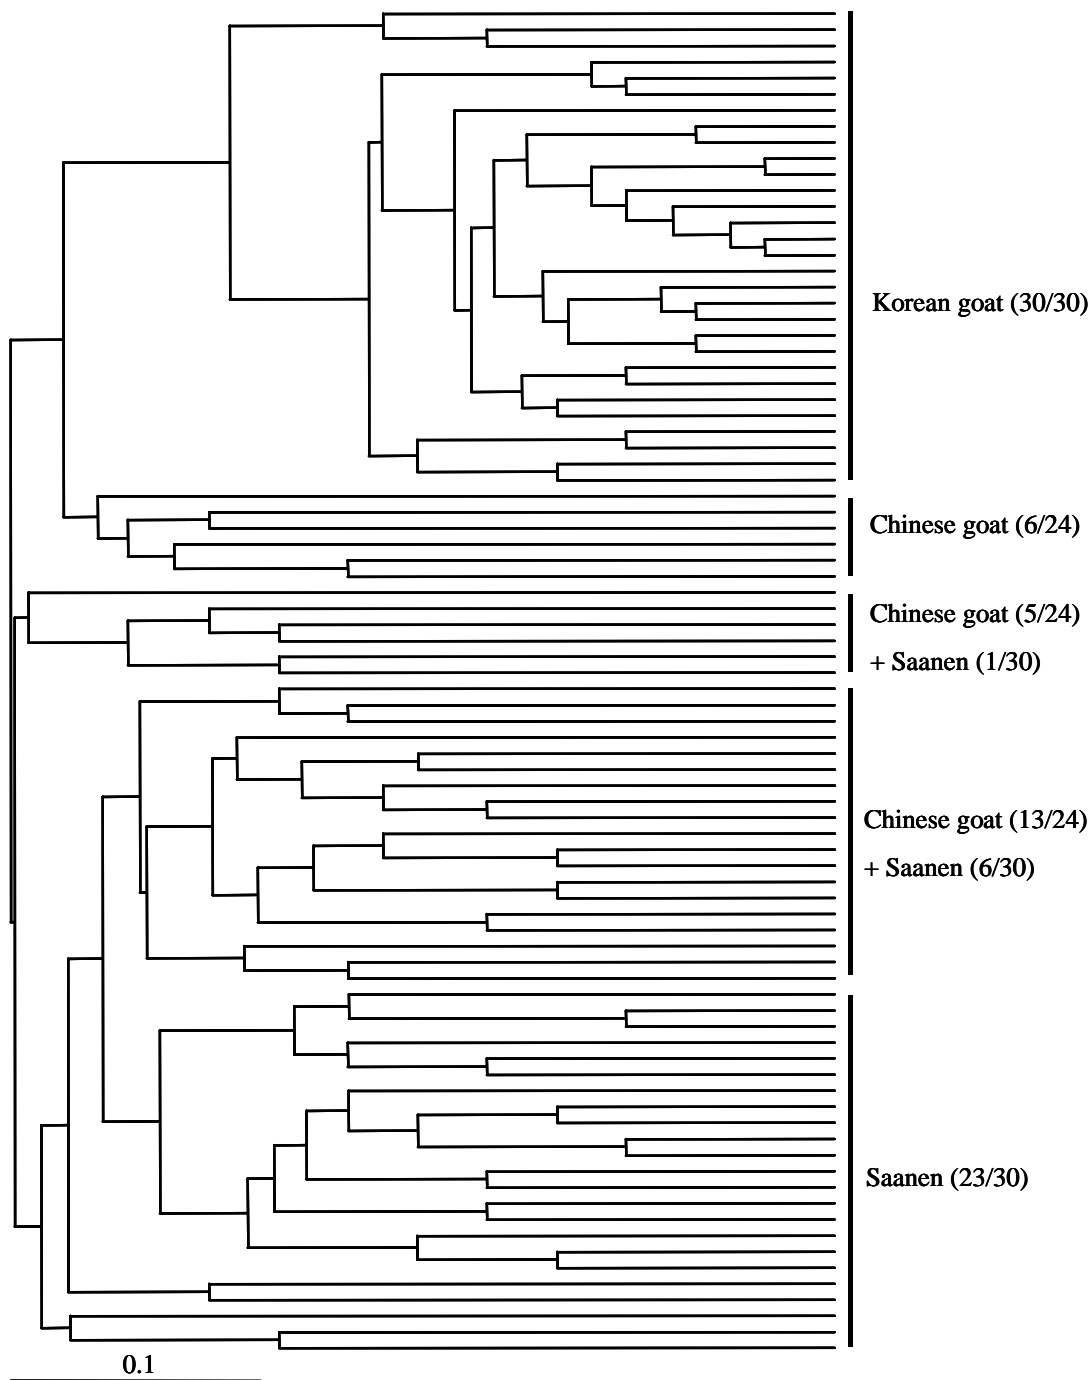 Korean goat (30/30)
Chinese goat (6/24)
Chinese goat (5/24)
+ Saanen (1/30)
Chinese goat (13/24)
+ Saanen (6/30)
Saanen (23/30)
0.1